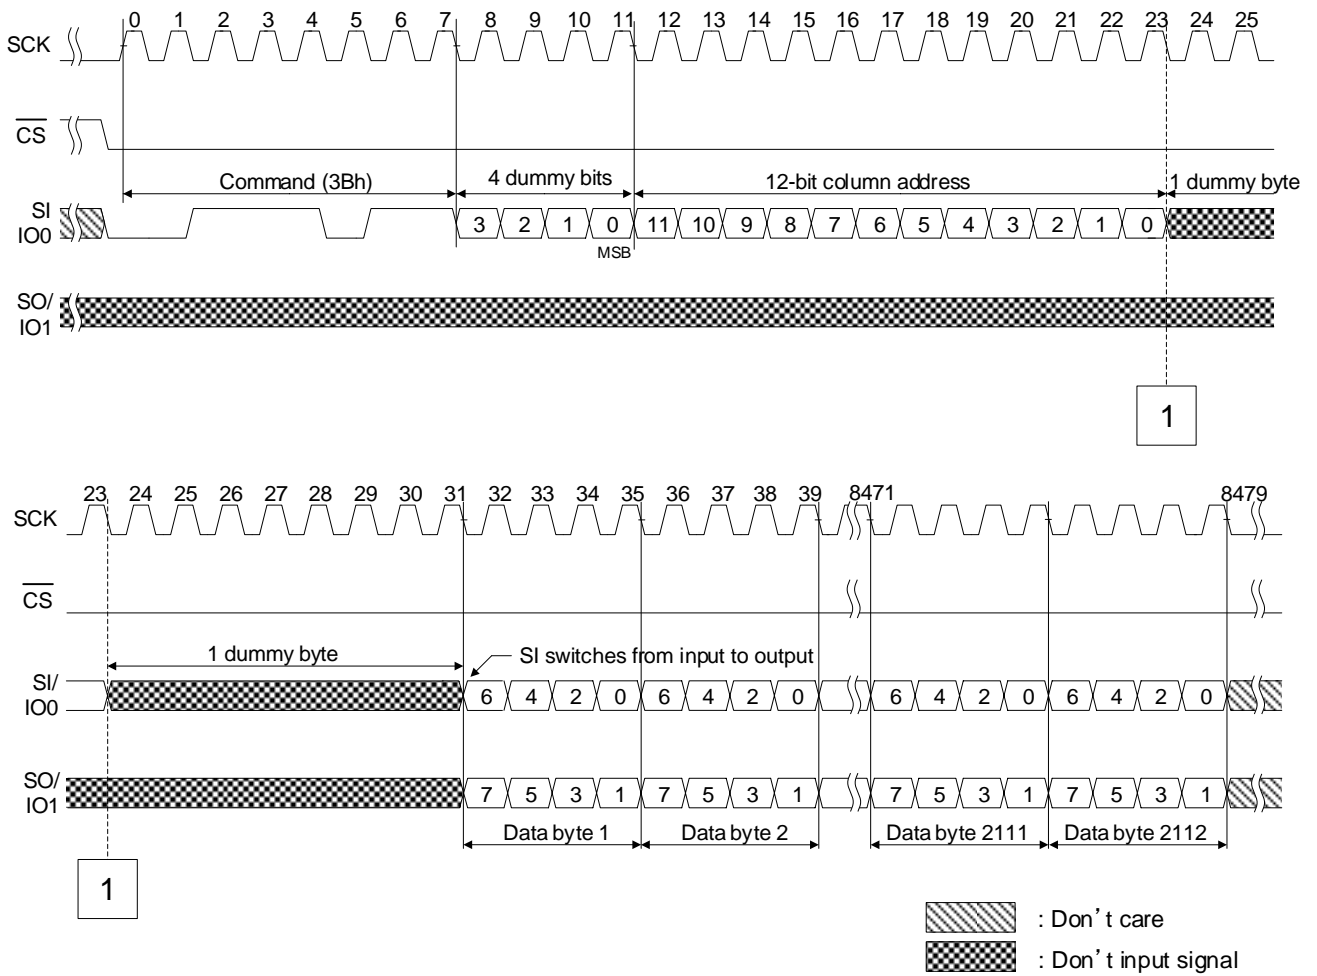 0 1 2 3 4 5 6 7 8 9 10 11 12 13 14 15 16 17 18 19 20 21 22 23 24 25
SCK
CS
Command (3Bh) 4 dummy bits 12-bit column address 1 dummy byte
SI
IO0
3 2 1 0 11 10 9 8 7 6 5 4 3 2 1 0
MSB
SO/
IO1
1
23 24 25 26 27 28 29 30 31 32 33 34 35 36 37 38 39 8471 8479
SCK
CS
1 dummy byte SI switches from input to output
SI/
IO0
6 4 2 0 6 4 2 0 6 4 2 0 6 4 2 0
SO/
IO1
7 5 3 1 7 5 3 1 7 5 3 1 7 5 3 1
Data byte 1 Data byte 2 Data byte 2111 Data byte 2112
1
: Don’t care
: Don’t input signal